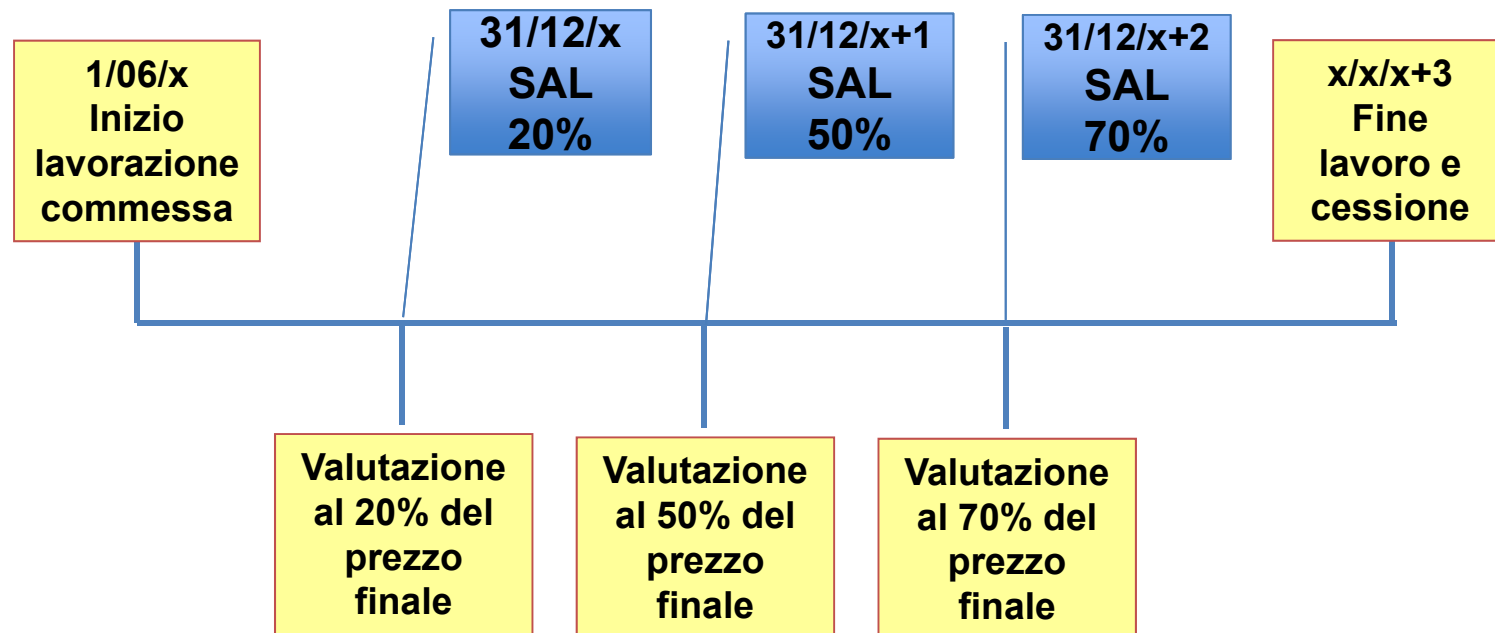 1/06/x
Inizio
lavorazione
commessa
31/12/x
SAL
20%
31/12/x+1
SAL
50%
31/12/x+2
SAL
70%
x/x/x+3
Fine
lavoro e
cessione
Valutazione
al 20% del
prezzo
finale
Valutazione
al 50% del
prezzo
finale
Valutazione
al 70% del
prezzo
finale